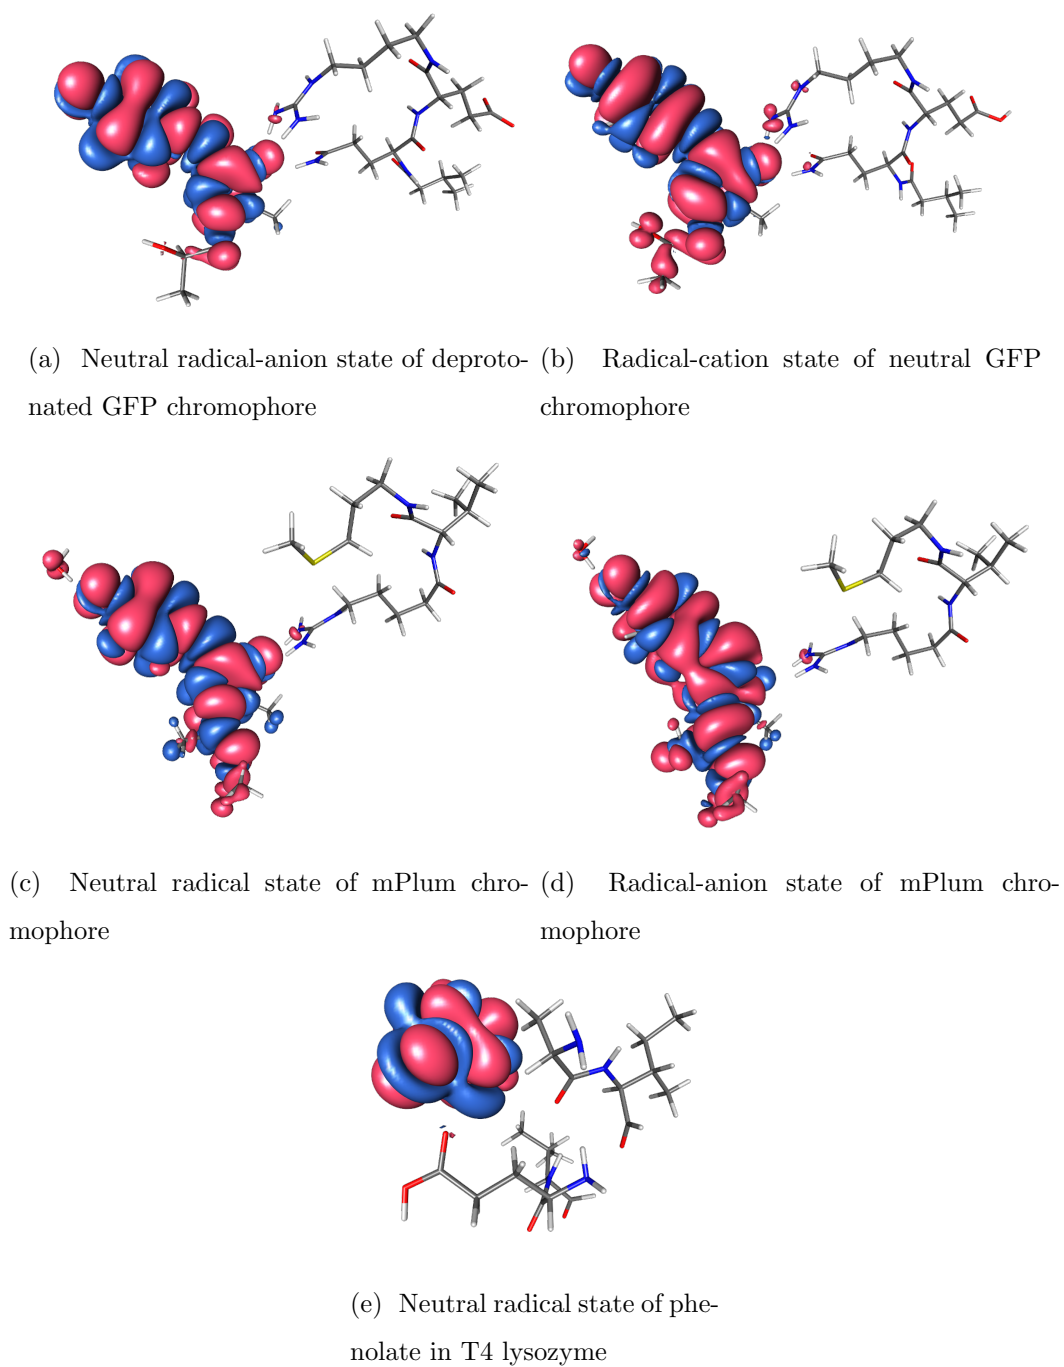 (a) Neutral radical-anion state of deproto-
nated GFP chromophore
(b) Radical-cation state of neutral GFP
chromophore
(c) Neutral radical state of mPlum chro-
mophore
(d) Radical-anion state of mPlum chro-
mophore
(e) Neutral radical state of phe-
nolate in T4 lysozyme